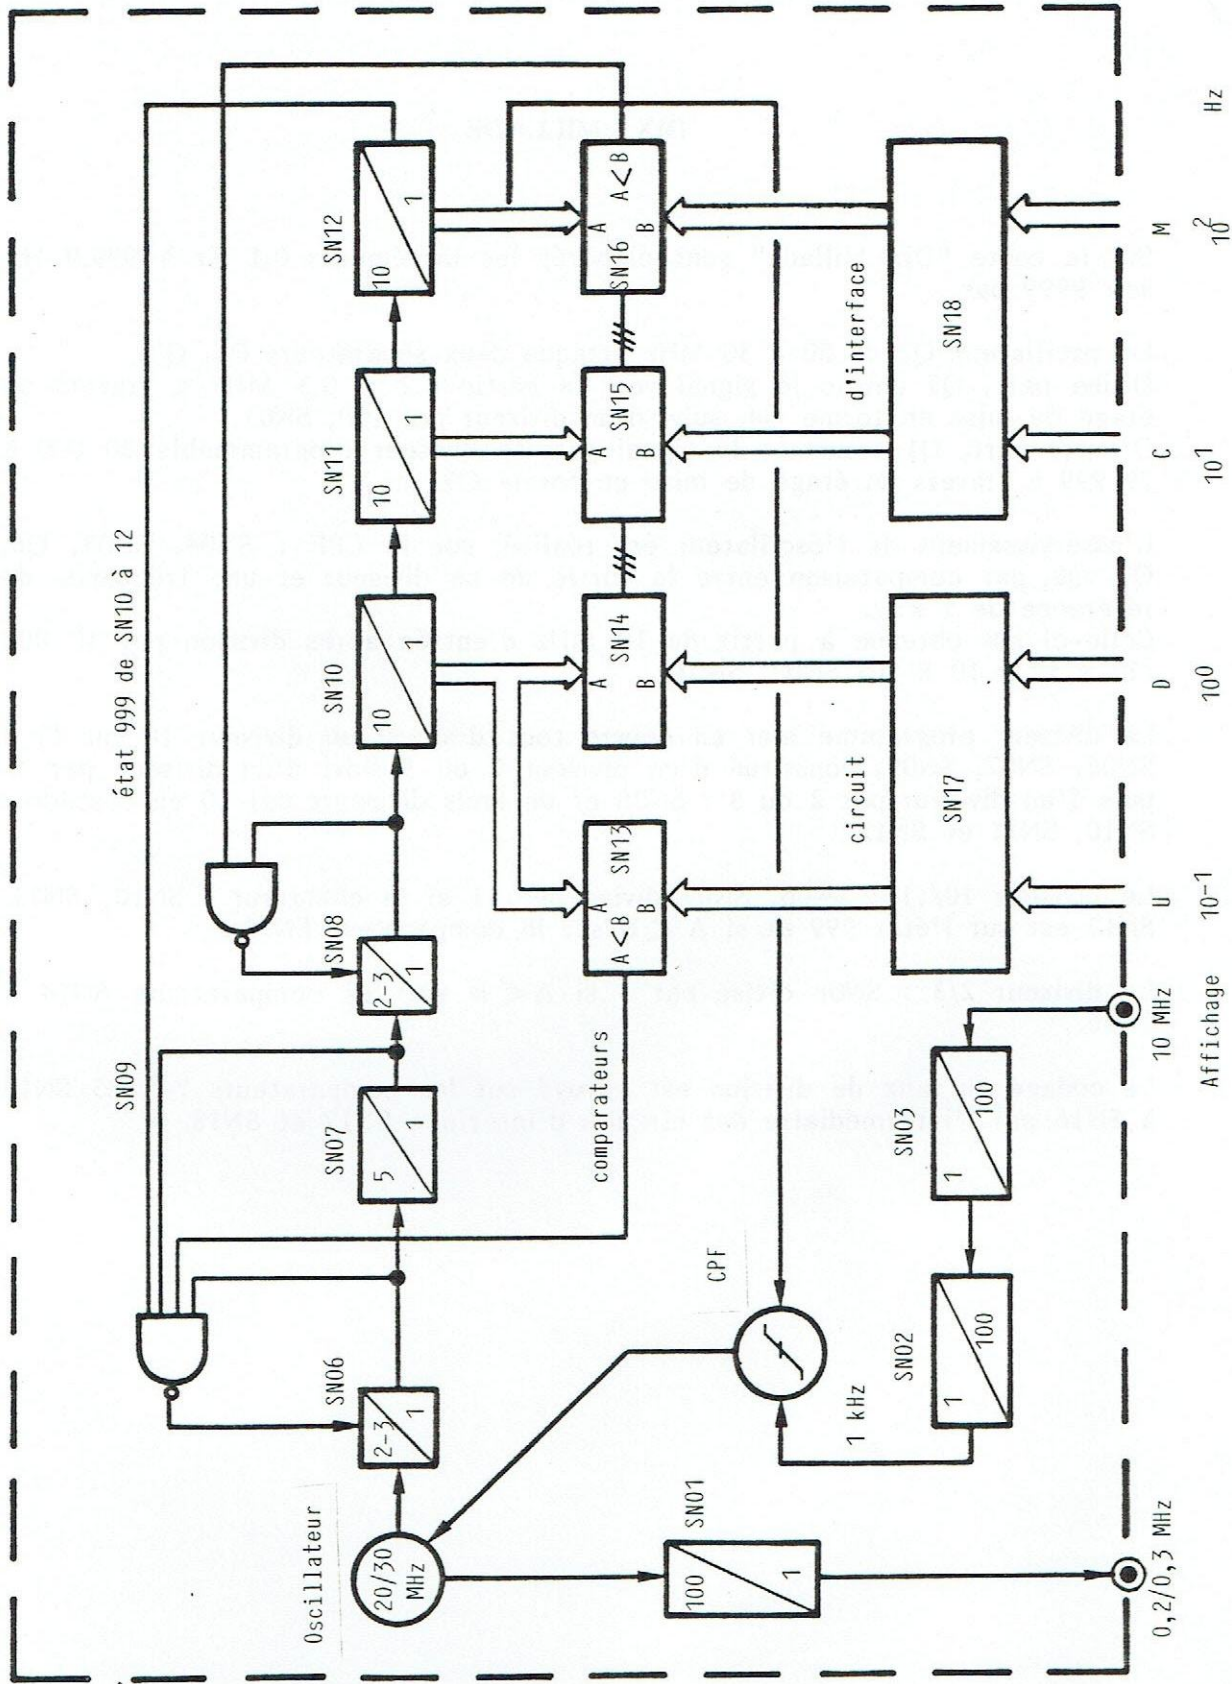 état 999 de SN10 à 12
SN09
SN06
2-3
1
SN07
5
1
SN08
2-3
1
SN10
10
1
SN11
10
1
SN12
10
1
Oscillateur
20/30
MHz
comparateurs
A<B
A
SN13
B
A
SN14
B
A
SN15
B
A
A<B
SN16
B
CPF
SN01
100
1
1 kHz
SN02
1
100
SN03
1
100
circuit
SN17
d'interface
SN18
0,2/0,3 MHz
10 MHz
U
D
C
M
Affichage
10-1
100
101
102
Hz